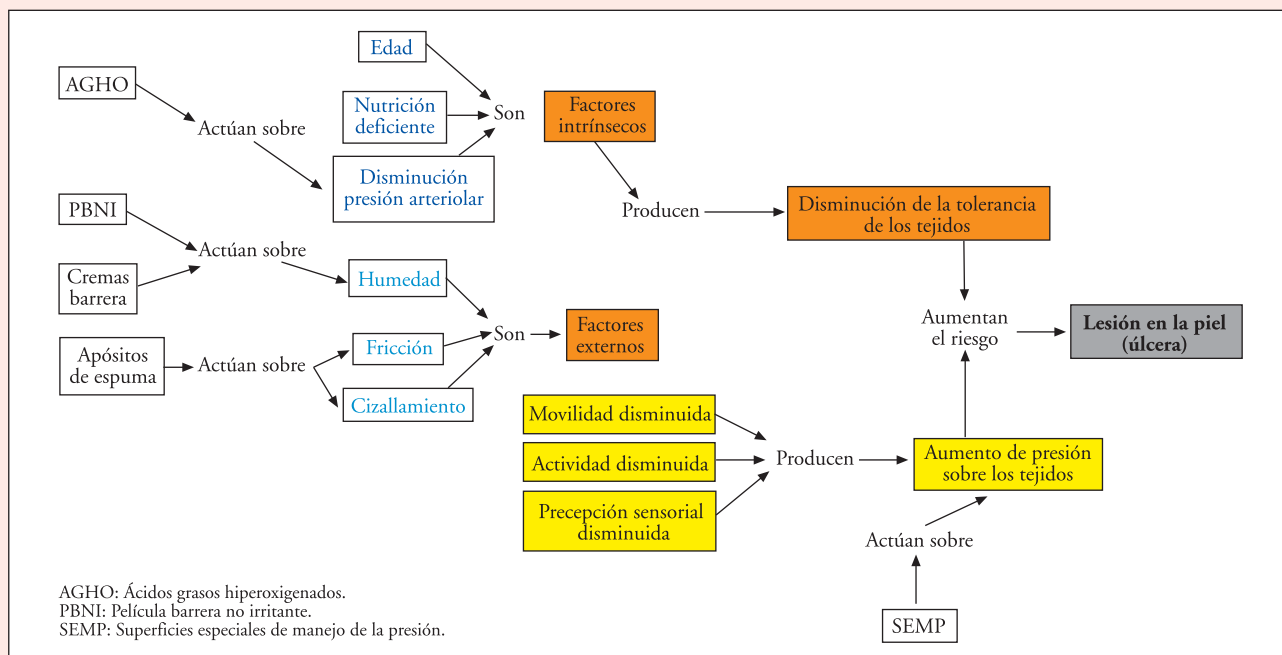 Edad
AGHO
Actúan sobre
Nutrición
deficiente
Son
Factores
intrínsecos
Disminución
presión arteriolar
PBNI
Producen
Disminución de la tolerancia
de los tejidos
Actúan sobre
Cremas
barrera
Humedad
Apósitos
de espuma
Actúan sobre
Fricción
Cizallamiento
Son
Factores
externos
Aumentan
el riesgo
Lesión en la piel
(úlcera)
Movilidad disminuida
Actividad disminuida
Precepción sensorial
disminuida
Producen
Aumento de presión
sobre los tejidos
Actúan sobre
SEMP
AGHO: Ácidos grasos hiperoxigenados.
PBNI: Película barrera no irritante.
SEMP: Superficies especiales de manejo de la presión.